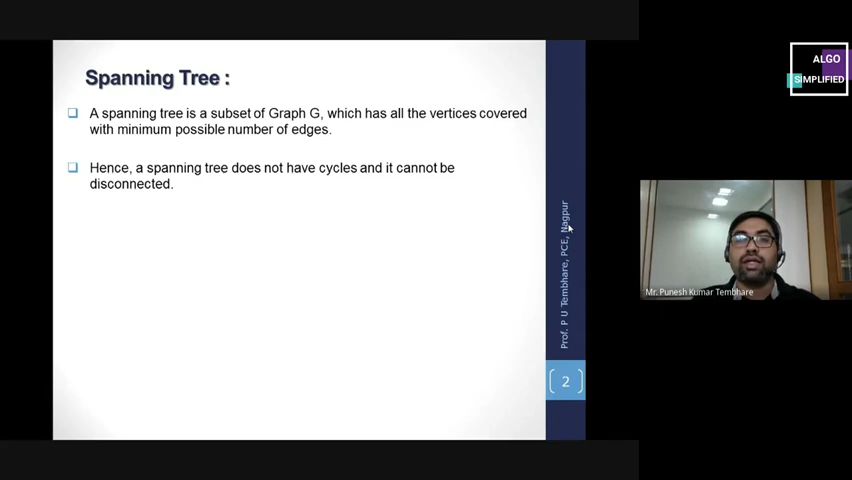 Spanning Tree :
A spanning tree is a subset of Graph G, which has all the vertices covered
with minimum possible number of edges.
Hence, a spanning tree does not have cycles and it cannot be
disconnected.
Prof. P U Tembhare, PCE, Nagpur
2
ALGO
SIMPLIFIED
Mr. Punesh Kumar Tembhare